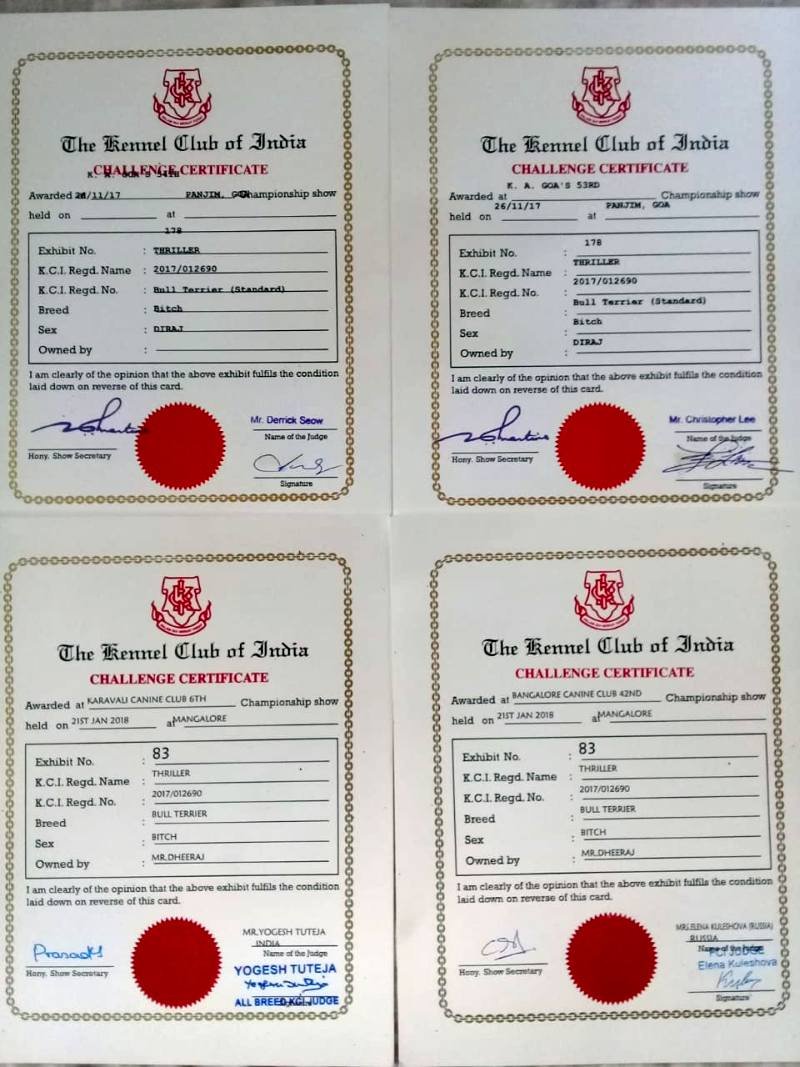 The Kennel Club of India
CHALLENGE CERTIFICATE
K. A. GOA'S 54TH
Awarded at PANJIM, GOA Championship show
26/11/17
held on at
178
Exhibit No. : THRILLER
K.C.I. Regd. Name : 2017/012690
K.C.I. Regd. No. : Bull Terrier (Standard)
Breed : Bitch
Sex : DIRAJ
Owned by :
I am clearly of the opinion that the above exhibit fulfils the condition
laid down on reverse of this card.
Mr. Derrick Seow
Name of the Judge
Hony. Show Secretary
Signature
The Kennel Club of India
CHALLENGE CERTIFICATE
K. A. GOA'S 53RD
Awarded at Championship show
26/11/17 PANJIM, GOA
held on at
178
Exhibit No. :
THRILLER
K.C.I. Regd. Name :
2017/012690
K.C.I. Regd. No. :
Bull Terrier (Standard)
Breed :
Bitch
Sex :
DIRAJ
Owned by :
I am clearly of the opinion that the above exhibit fulfils the condition
laid down on reverse of this card.
Mr. Christopher Lee
Name of the Judge
Hony. Show Secretary
Signature
The Kennel Club of India
CHALLENGE CERTIFICATE
Awarded at KARAVALI CANINE CLUB 6TH Championship show
held on 21ST JAN 2018 at MANGALORE
Exhibit No. : 83
K.C.I. Regd. Name : THRILLER
K.C.I. Regd. No. : 2017/012690
Breed : BULL TERRIER
Sex : BITCH
Owned by : MR.DHEERAJ
I am clearly of the opinion that the above exhibit fulfils the condition
laid down on reverse of this card.
MR.YOGESH TUTEJA
INDIA
Name of the Judge
Hony. Show Secretary
YOGESH TUTEJA
ALL BREED KCI JUDGE
The Kennel Club of India
CHALLENGE CERTIFICATE
Awarded at BANGALORE CANINE CLUB 42ND Championship show
held on 21ST JAN 2018 at MANGALORE
Exhibit No. : 83
K.C.I. Regd. Name : THRILLER
K.C.I. Regd. No. : 2017/012690
Breed : BULL TERRIER
Sex : BITCH
Owned by : MR.DHEERAJ
I am clearly of the opinion that the above exhibit fulfils the condition
laid down on reverse of this card.
MRS.ELENA KULESHOVA (RUSSIA)
RUSSIA
Name of the Judge
FCI JUDGE
Elena Kuleshova
Hony. Show Secretary
Signature